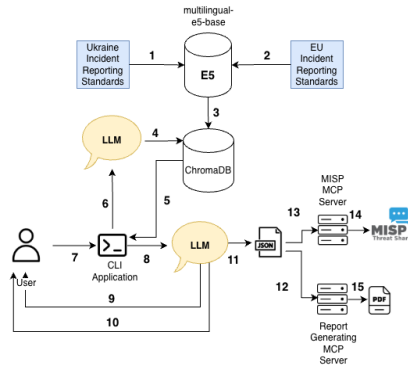 multilingual-
e5-base
Ukraine
Incident
Reporting
Standards
1
E5
2
EU
Incident
Reporting
Standards
3
LLM
4
ChromaDB
5
6
MISP
MCP
Server
13
14
MISP
Threat Shar
User
7
CLI
Application
8
LLM
11
JSON
12
15
PDF
9
10
Report
Generating
MCP
Server